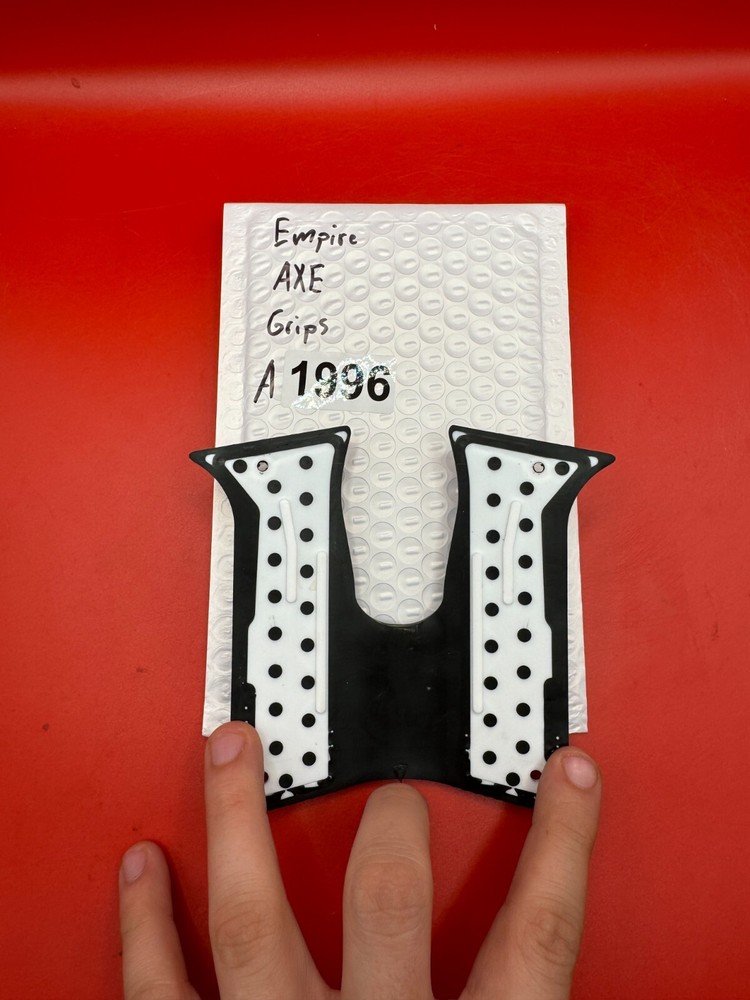 Empire
AXE
Grips
A 1996